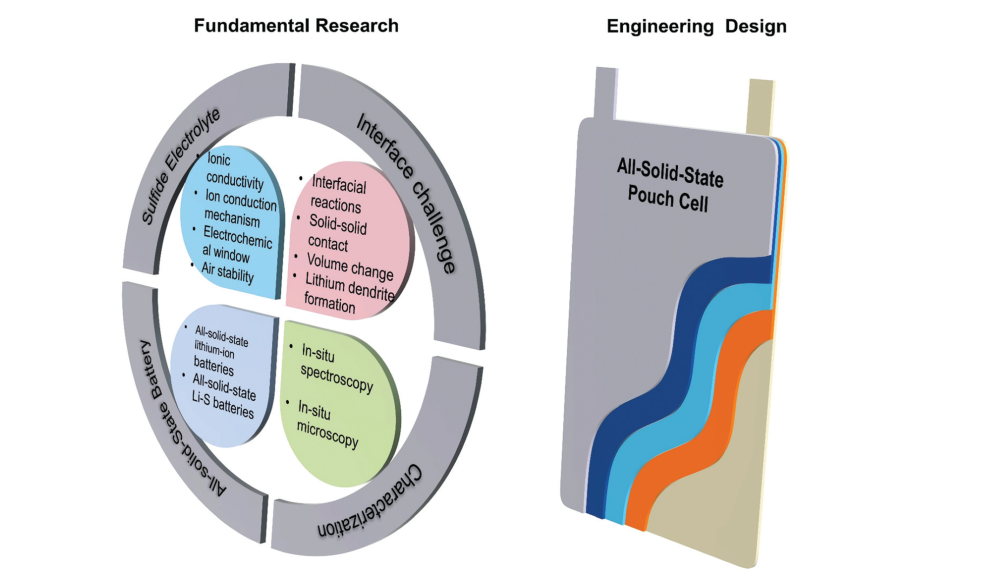 Fundamental Research
Engineering Design
Sulfide Electrolyte
Interface challenge
• Ionic
conductivity
• Ion conduction
mechanism
• Electrochemic
al window
• Air stability
• Interfacial
reactions
• Solid-solid
contact
• Volume change
• Lithium dendrite
formation
• All-solid-state
lithium-ion
batteries
• All-solid-state
Li-S batteries
• In-situ
spectroscopy
• In-situ
microscopy
All-solid-State Battery
Characterization
All-Solid-State
Pouch Cell